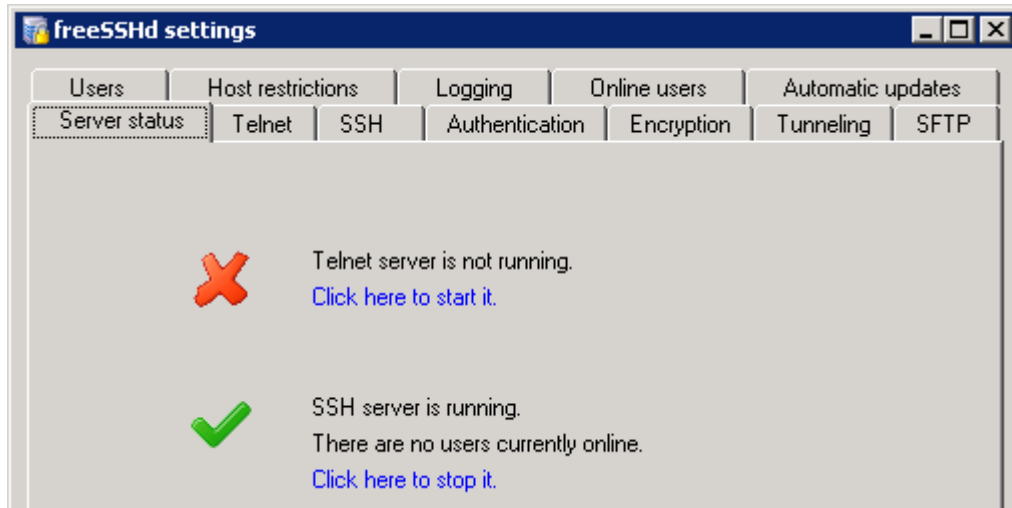 freeSSHd settings
Users Host restrictions Logging Online users Automatic updates
Server status Telnet SSH Authentication Encryption Tunneling SFTP
Telnet server is not running.
Click here to start it.
SSH server is running.
There are no users currently online.
Click here to stop it.